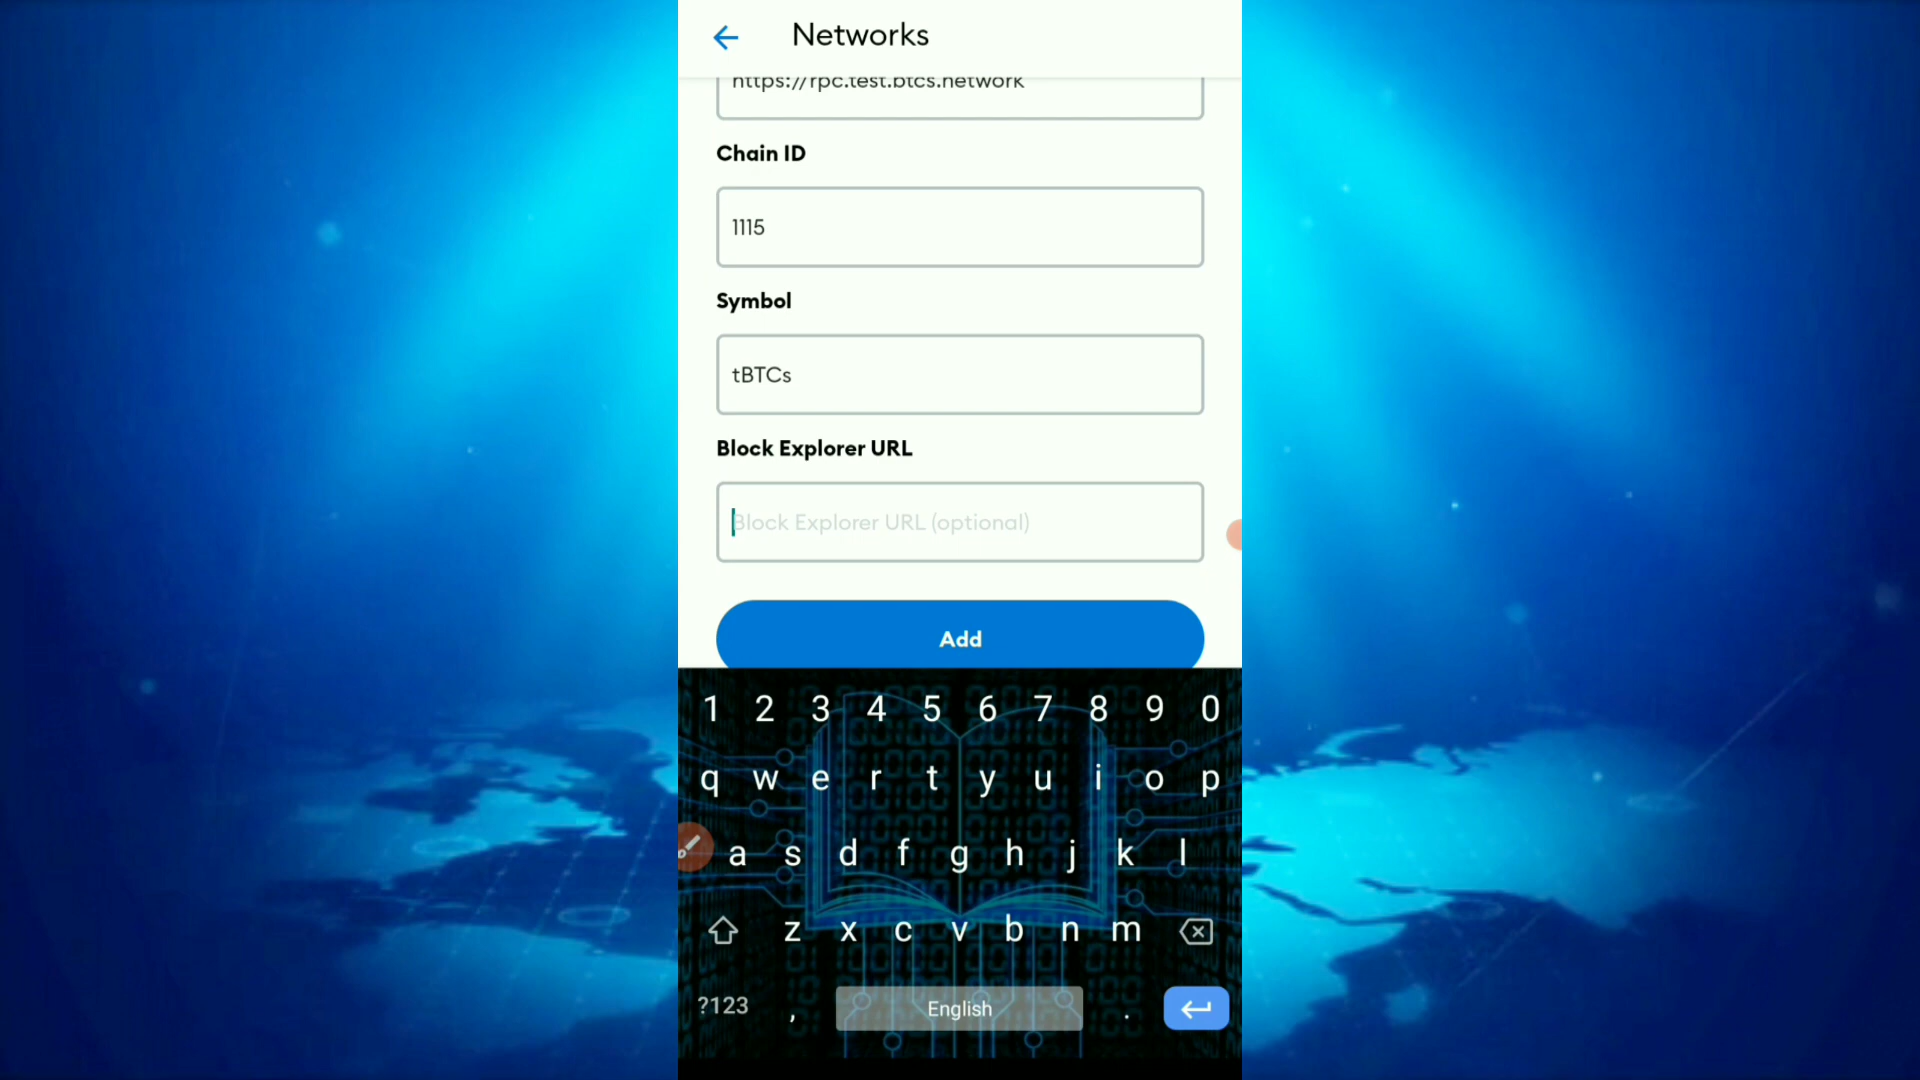 Networks
https://rpc.test.btcs.network
Chain ID
1115
Symbol
tBTCs
Block Explorer URL
Block Explorer URL (optional)
Add
1 2 3 4 5 6 7 8 9 0
q w e r t y u i o p
a s d f g h j k l
z x c v b n m
?123 , English .